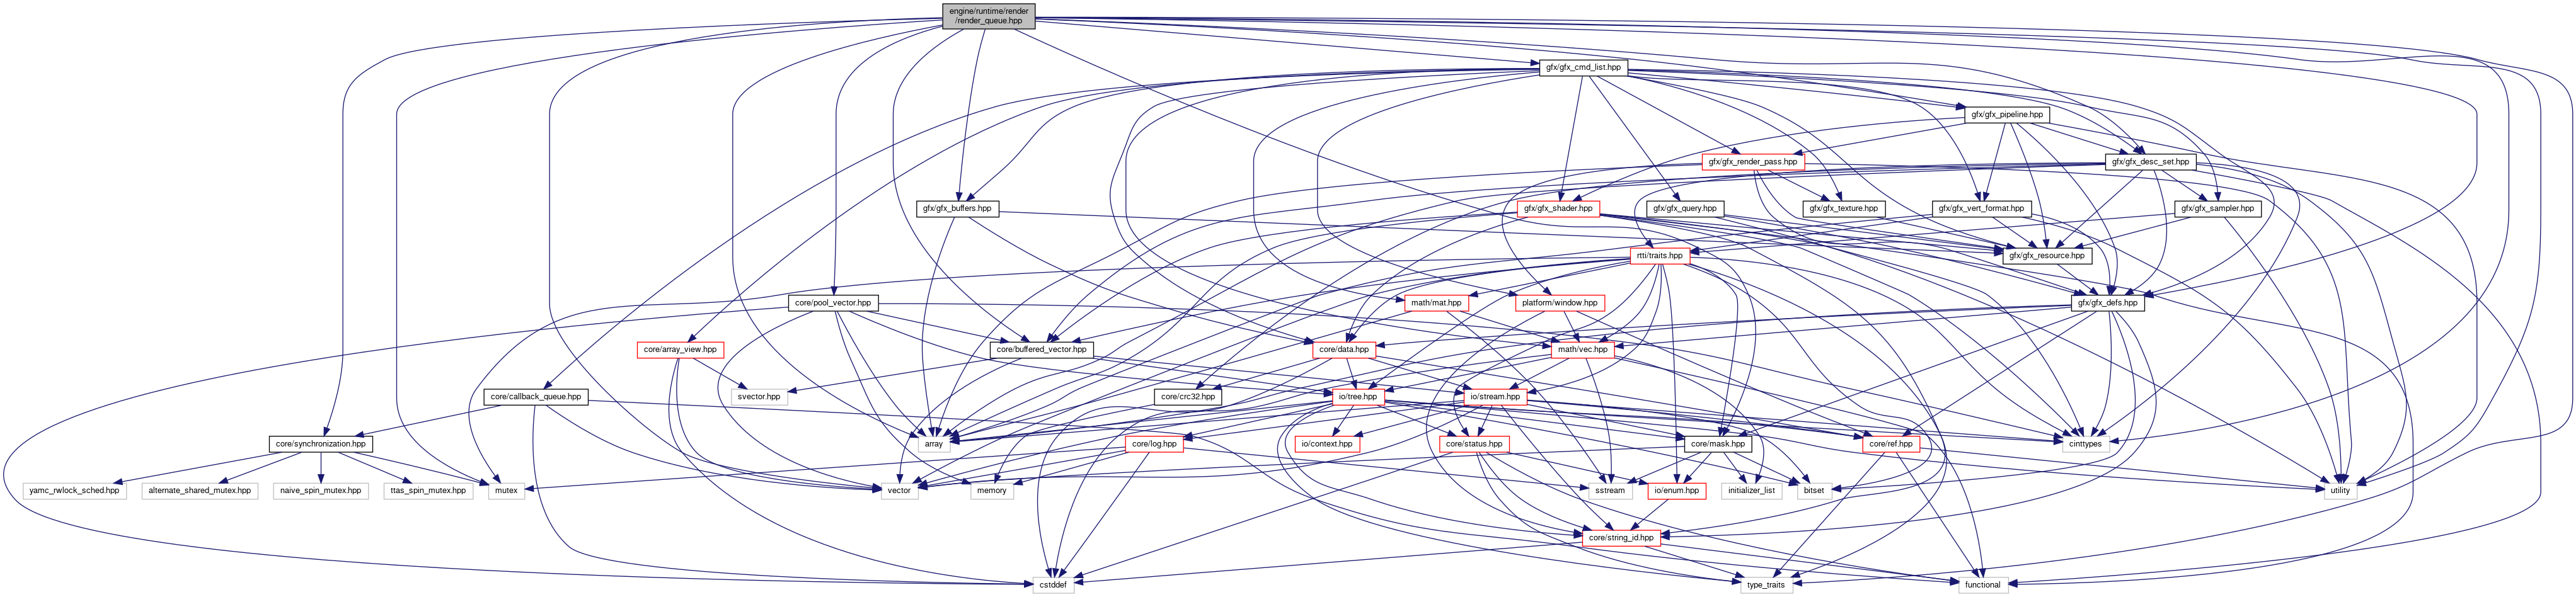 engine/runtime/render
/render_queue.hpp
gfx/gfx_cmd_list.hpp
gfx/gfx_pipeline.hpp
gfx/gfx_render_pass.hpp
gfx/gfx_desc_set.hpp
gfx/gfx_buffers.hpp
gfx/gfx_shader.hpp
gfx/gfx_query.hpp
gfx/gfx_texture.hpp
gfx/gfx_vert_format.hpp
gfx/gfx_sampler.hpp
rtti/traits.hpp
gfx/gfx_resource.hpp
core/pool_vector.hpp
math/mat.hpp
platform/window.hpp
gfx/gfx_defs.hpp
core/array_view.hpp
core/buffered_vector.hpp
core/data.hpp
math/vec.hpp
core/callback_queue.hpp
svector.hpp
core/crc32.hpp
io/tree.hpp
io/stream.hpp
core/synchronization.hpp
array
core/log.hpp
io/context.hpp
core/status.hpp
core/mask.hpp
core/ref.hpp
cinttypes
yamc_rwlock_sched.hpp
alternate_shared_mutex.hpp
naive_spin_mutex.hpp
ttas_spin_mutex.hpp
mutex
vector
memory
sstream
io/enum.hpp
initializer_list
bitset
utility
core/string_id.hpp
cstddef
type_traits
functional